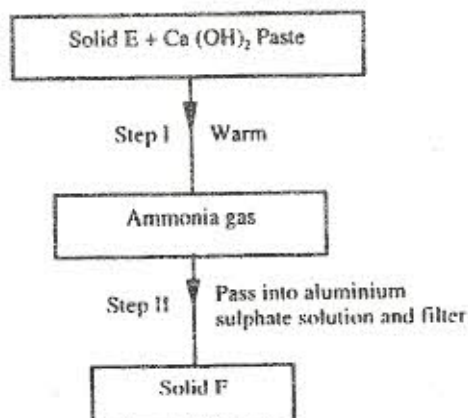 Solid E + Ca (OH)₂ Paste
Step I Warm
Ammonia gas
Step II Pass into aluminium
sulphate solution and filter
Solid F